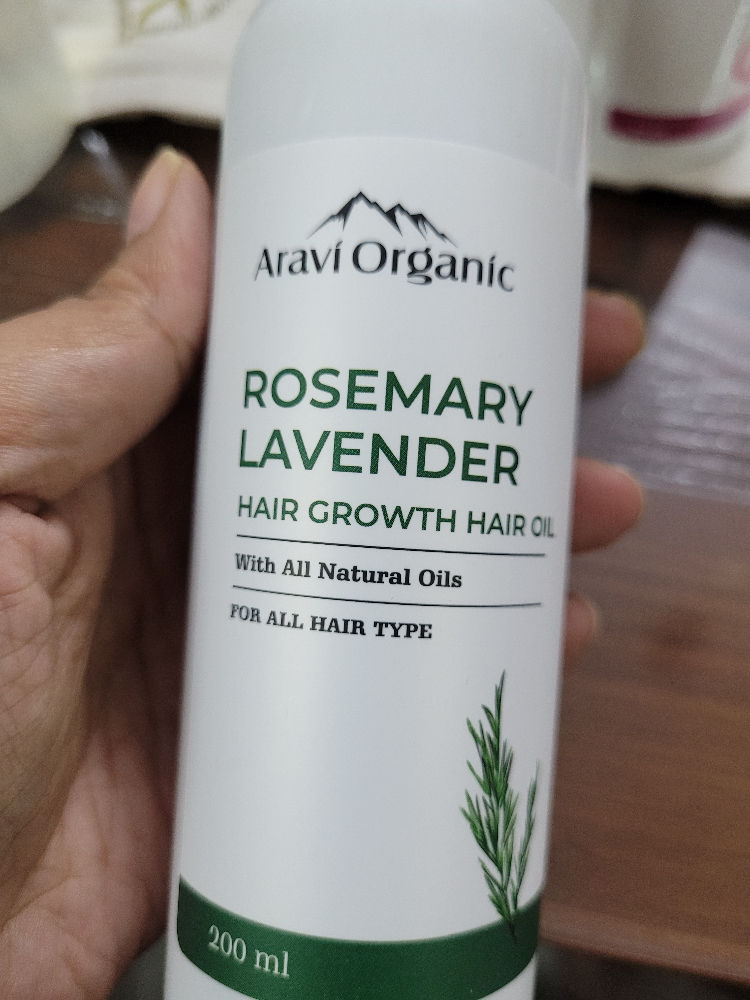 Aravi Organic
ROSEMARY
LAVENDER
HAIR GROWTH HAIR OIL
With All Natural Oils
FOR ALL HAIR TYPE
200 ml